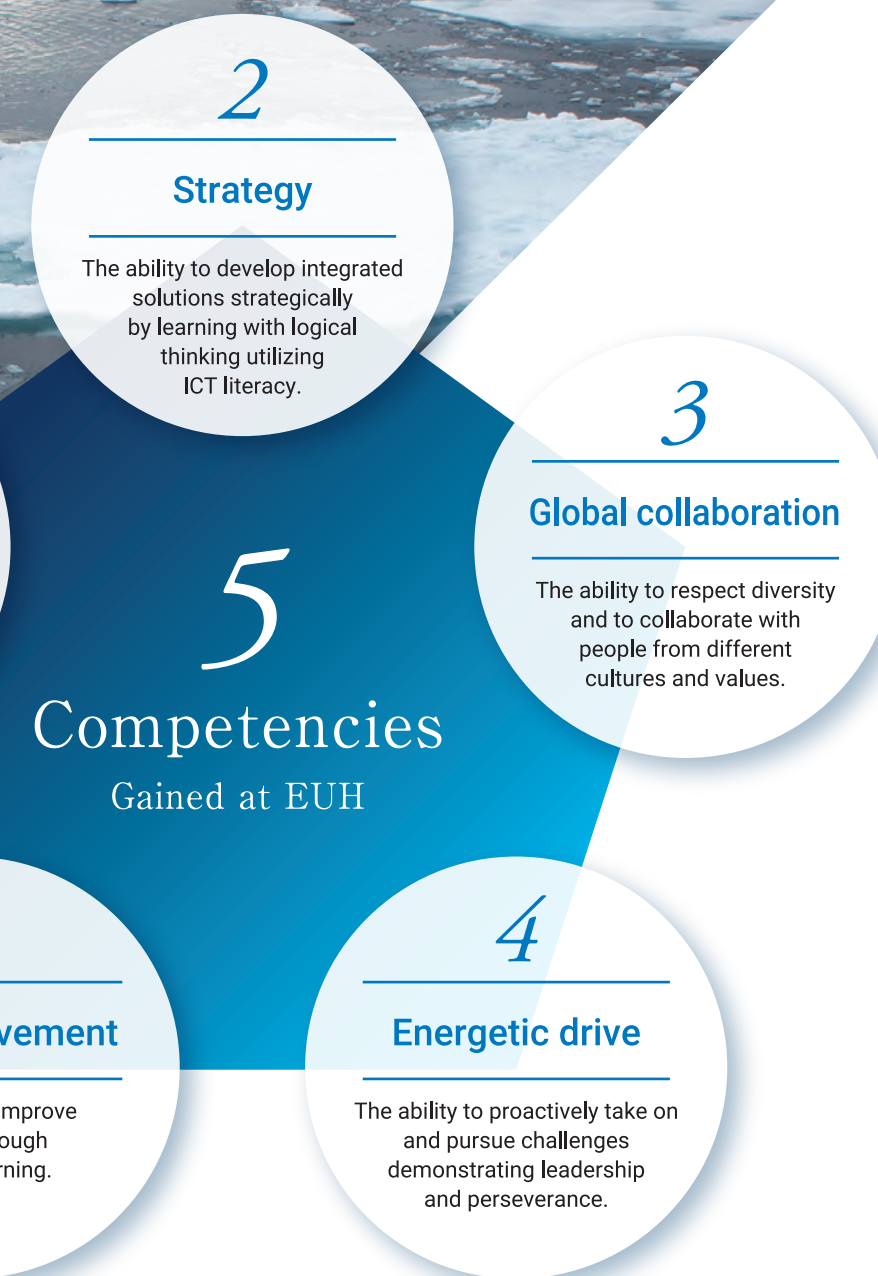 2
Strategy
The ability to develop integrated
solutions strategically
by learning with logical
thinking utilizing
ICT literacy.
3
Global collaboration
The ability to respect diversity
and to collaborate with
people from different
cultures and values.
5
Competencies
Gained at EUH
4
Energetic drive
The ability to proactively take on
and pursue challenges
demonstrating leadership
and perseverance.
vement
mprove
ough
rning.